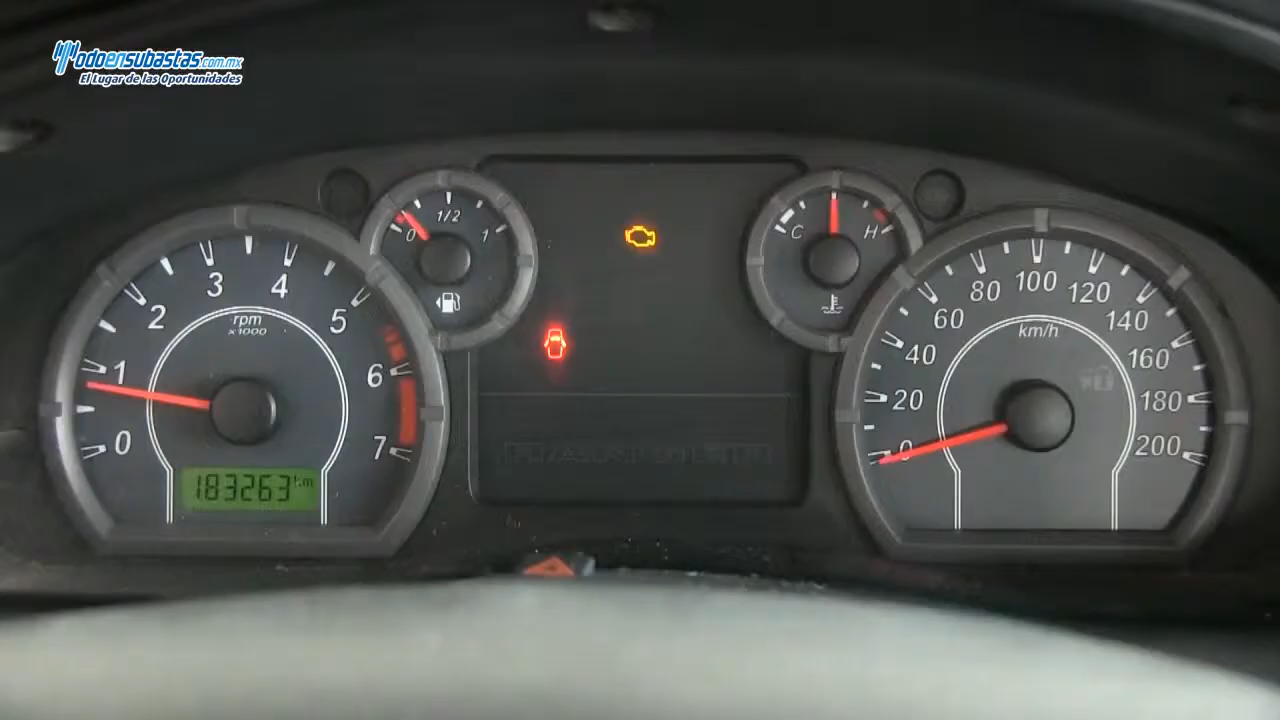 Todoensubastas.com.mx
El Lugar de las Oportunidades
0
1
2
3
4
5
6
7
rpm
x1000
183263 km
0
1/2
1
C
H
0
20
40
60
80
100
120
140
160
180
200
km/h